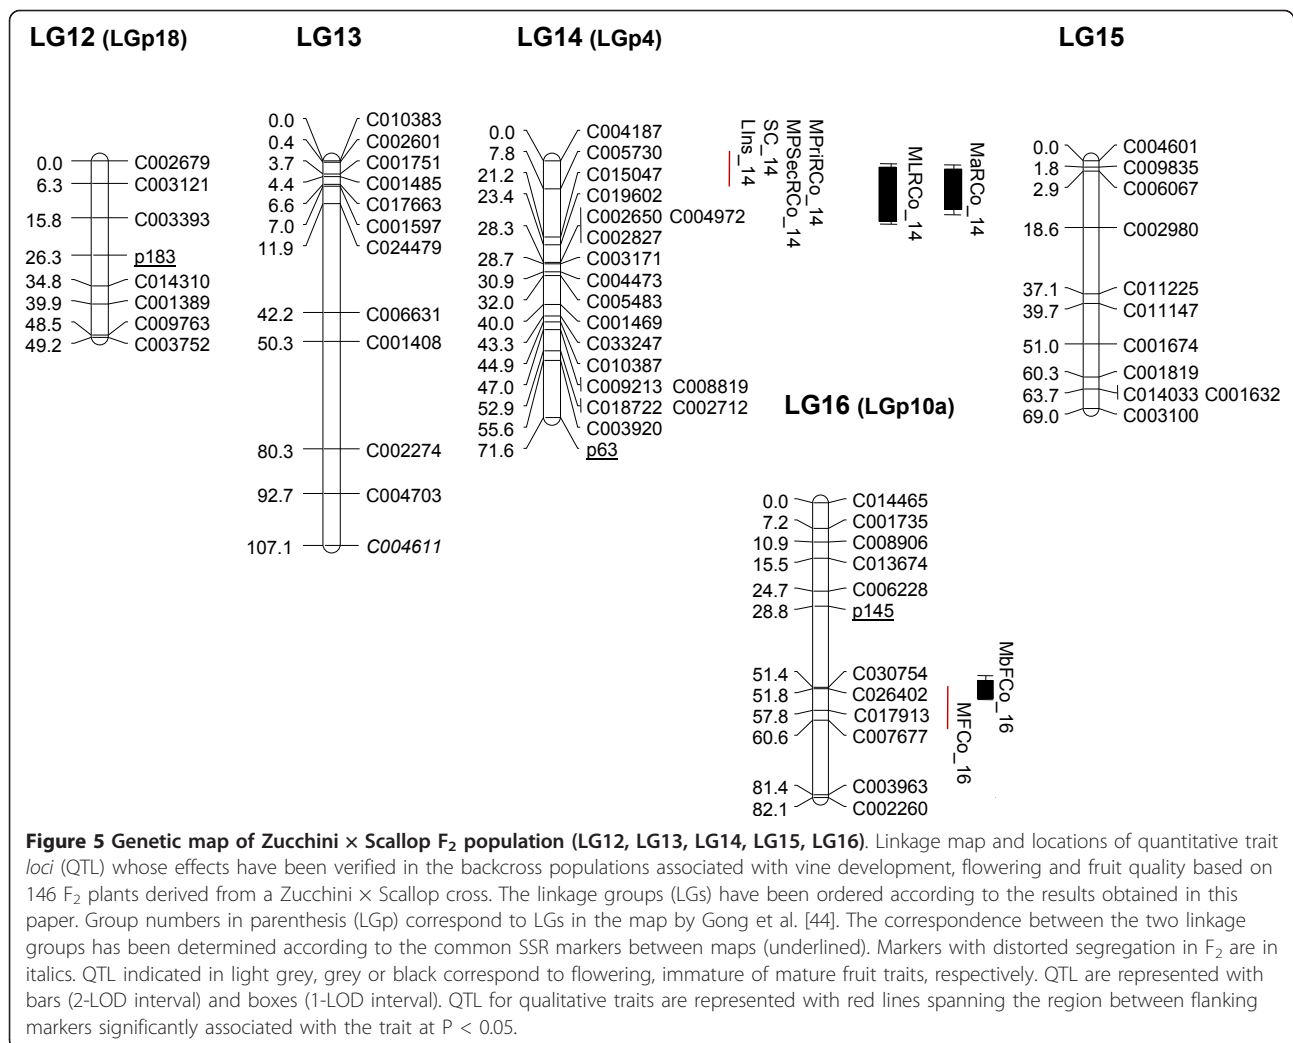 LG12 (LGp18)
0.0 C002679
6.3 C003121
15.8 C003393
26.3 p183
34.8 C014310
39.9 C001389
48.5 C009763
49.2 C003752
LG13
0.0 C010383
0.4 C002601
3.7 C001751
4.4 C001485
6.6 C017663
7.0 C001597
11.9 C024479
42.2 C006631
50.3 C001408
80.3 C002274
92.7 C004703
107.1 C004611
LG14 (LGp4)
0.0 C004187
7.8 C005730
21.2 C015047
23.4 C019602
C002650 C004972
28.3 C002827
28.7 C003171
30.9 C004473
32.0 C005483
40.0 C001469
43.3 C033247
44.9 C010387
47.0 C009213 C008819
52.9 C018722 C002712
55.6 C003920
71.6 p63
LIns_14
SC_14
MPSecRCo_14
MPriRCo_14
MLRCo_14
MaRCo_14
LG15
0.0 C004601
1.8 C009835
2.9 C006067
18.6 C002980
37.1 C011225
39.7 C011147
51.0 C001674
60.3 C001819
63.7 C014033 C001632
69.0 C003100
LG16 (LGp10a)
0.0 C014465
7.2 C001735
10.9 C008906
15.5 C013674
24.7 C006228
28.8 p145
51.4 C030754
51.8 C026402
57.8 C017913
60.6 C007677
81.4 C003963
82.1 C002260
MFCo_16
MbFCo_16
Figure 5 Genetic map of Zucchini × Scallop F2 population (LG12, LG13, LG14, LG15, LG16). Linkage map and locations of quantitative trait
loci (QTL) whose effects have been verified in the backcross populations associated with vine development, flowering and fruit quality based on
146 F2 plants derived from a Zucchini × Scallop cross. The linkage groups (LGs) have been ordered according to the results obtained in this
paper. Group numbers in parenthesis (LGp) correspond to LGs in the map by Gong et al. [44]. The correspondence between the two linkage
groups has been determined according to the common SSR markers between maps (underlined). Markers with distorted segregation in F2 are in
italics. QTL indicated in light grey, grey or black correspond to flowering, immature of mature fruit traits, respectively. QTL are represented with
bars (2-LOD interval) and boxes (1-LOD interval). QTL for qualitative traits are represented with red lines spanning the region between flanking
markers significantly associated with the trait at P < 0.05.